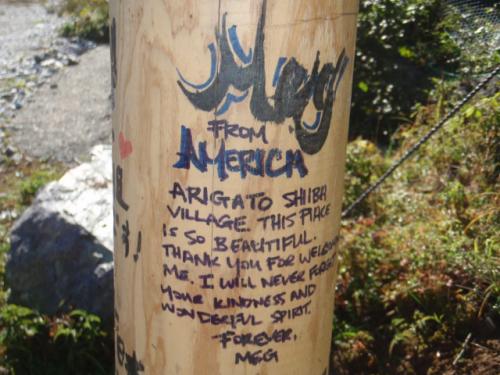 Meg
FROM
AMERICA
ARIGATO SHIIBA
VILLAGE. THIS PLACE
IS SO BEAUTIFUL.
THANK YOU FOR WELCOMING
ME. I WILL NEVER FORGET
YOUR KINDNESS AND
WONDERFUL SPIRIT.
-FOREVER,
MEG